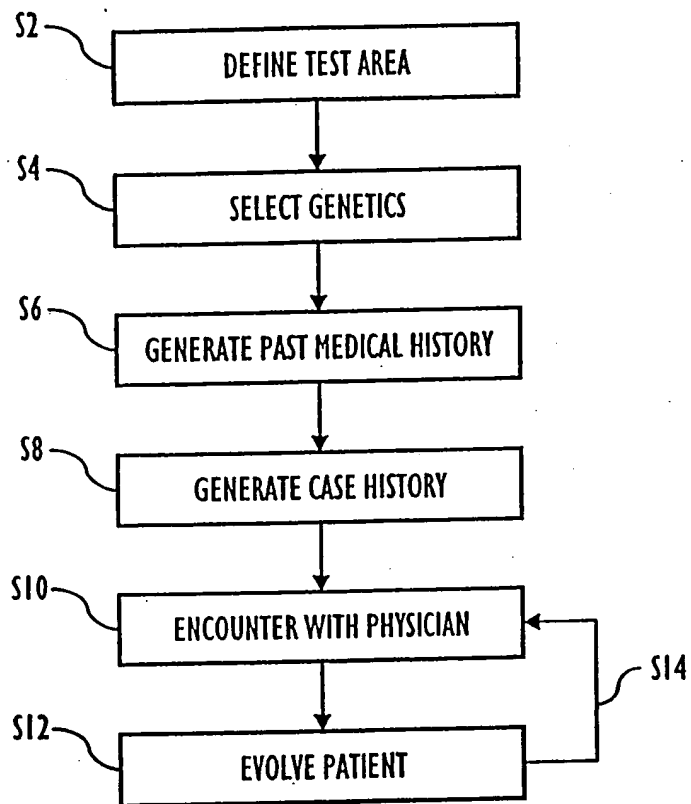 S2
DEFINE TEST AREA
S4
SELECT GENETICS
S6
GENERATE PAST MEDICAL HISTORY
S8
GENERATE CASE HISTORY
S10
ENCOUNTER WITH PHYSICIAN
S14
S12
EVOLVE PATIENT